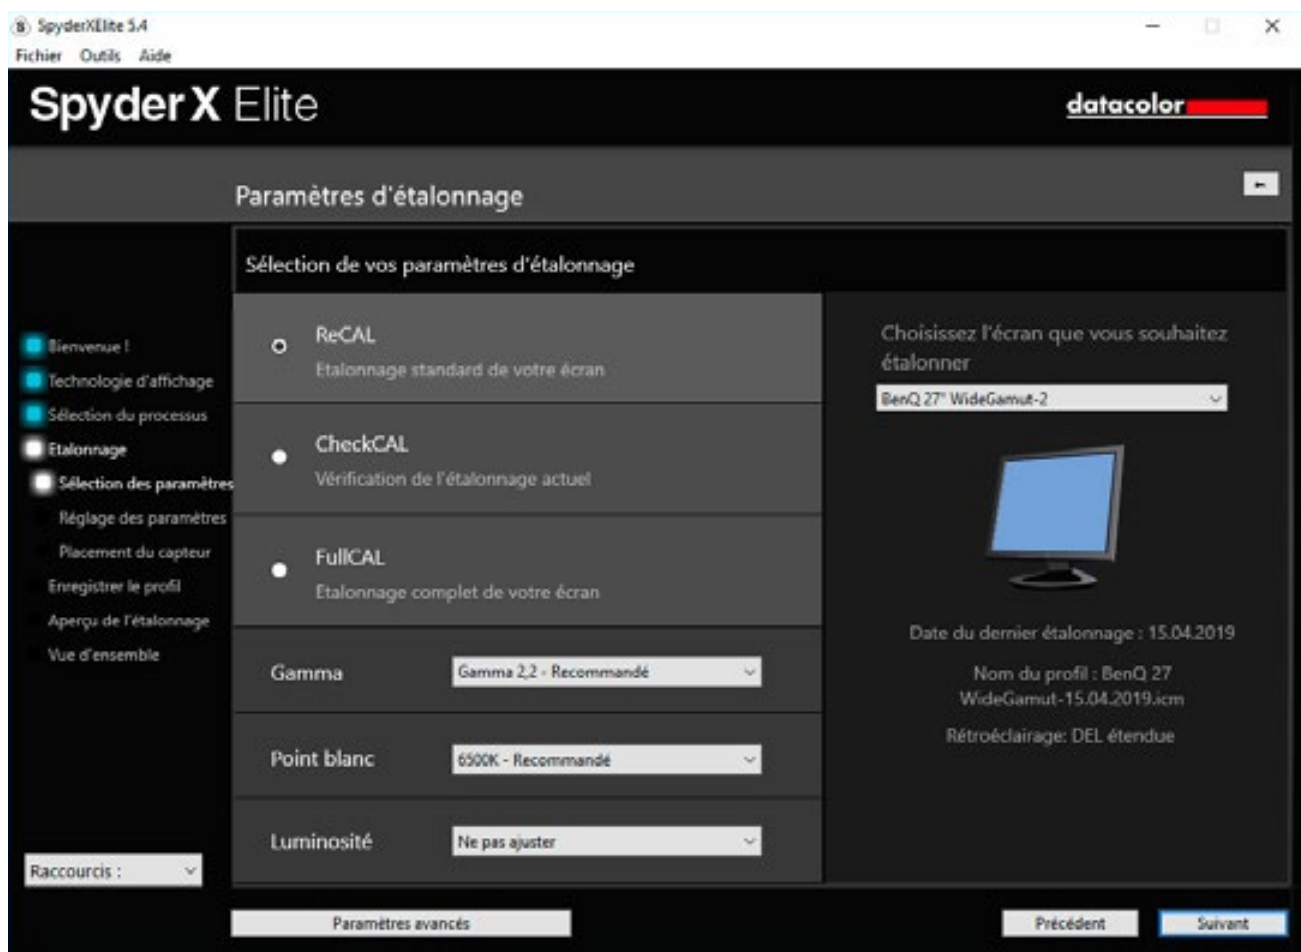 SpyderXElite 5.4
Fichier Outils Aide
SpyderX Elite
datacolor
Paramètres d'étalonnage
Sélection de vos paramètres d'étalonnage
Bienvenue !
Technologie d'affichage
Sélection du processus
Etalonnage
Sélection des paramètres
Réglage des paramètres
Placement du capteur
Enregistrer le profil
Aperçu de l'étalonnage
Vue d'ensemble
Raccourcis :
ReCAL
Etalonnage standard de votre écran
CheckCAL
Vérification de l'étalonnage actuel
FullCAL
Etalonnage complet de votre écran
Gamma
Gamma 2,2 - Recommandé
Point blanc
6500K - Recommandé
Luminosité
Ne pas ajuster
Choisissez l'écran que vous souhaitez
étalonner
BenQ 27" WideGamut-2
Date du dernier étalonnage : 15.04.2019
Nom du profil : BenQ 27
WideGamut-15.04.2019.icm
Rétroéclairage: DEL étendue
Paramètres avancés
Précédent
Suivant